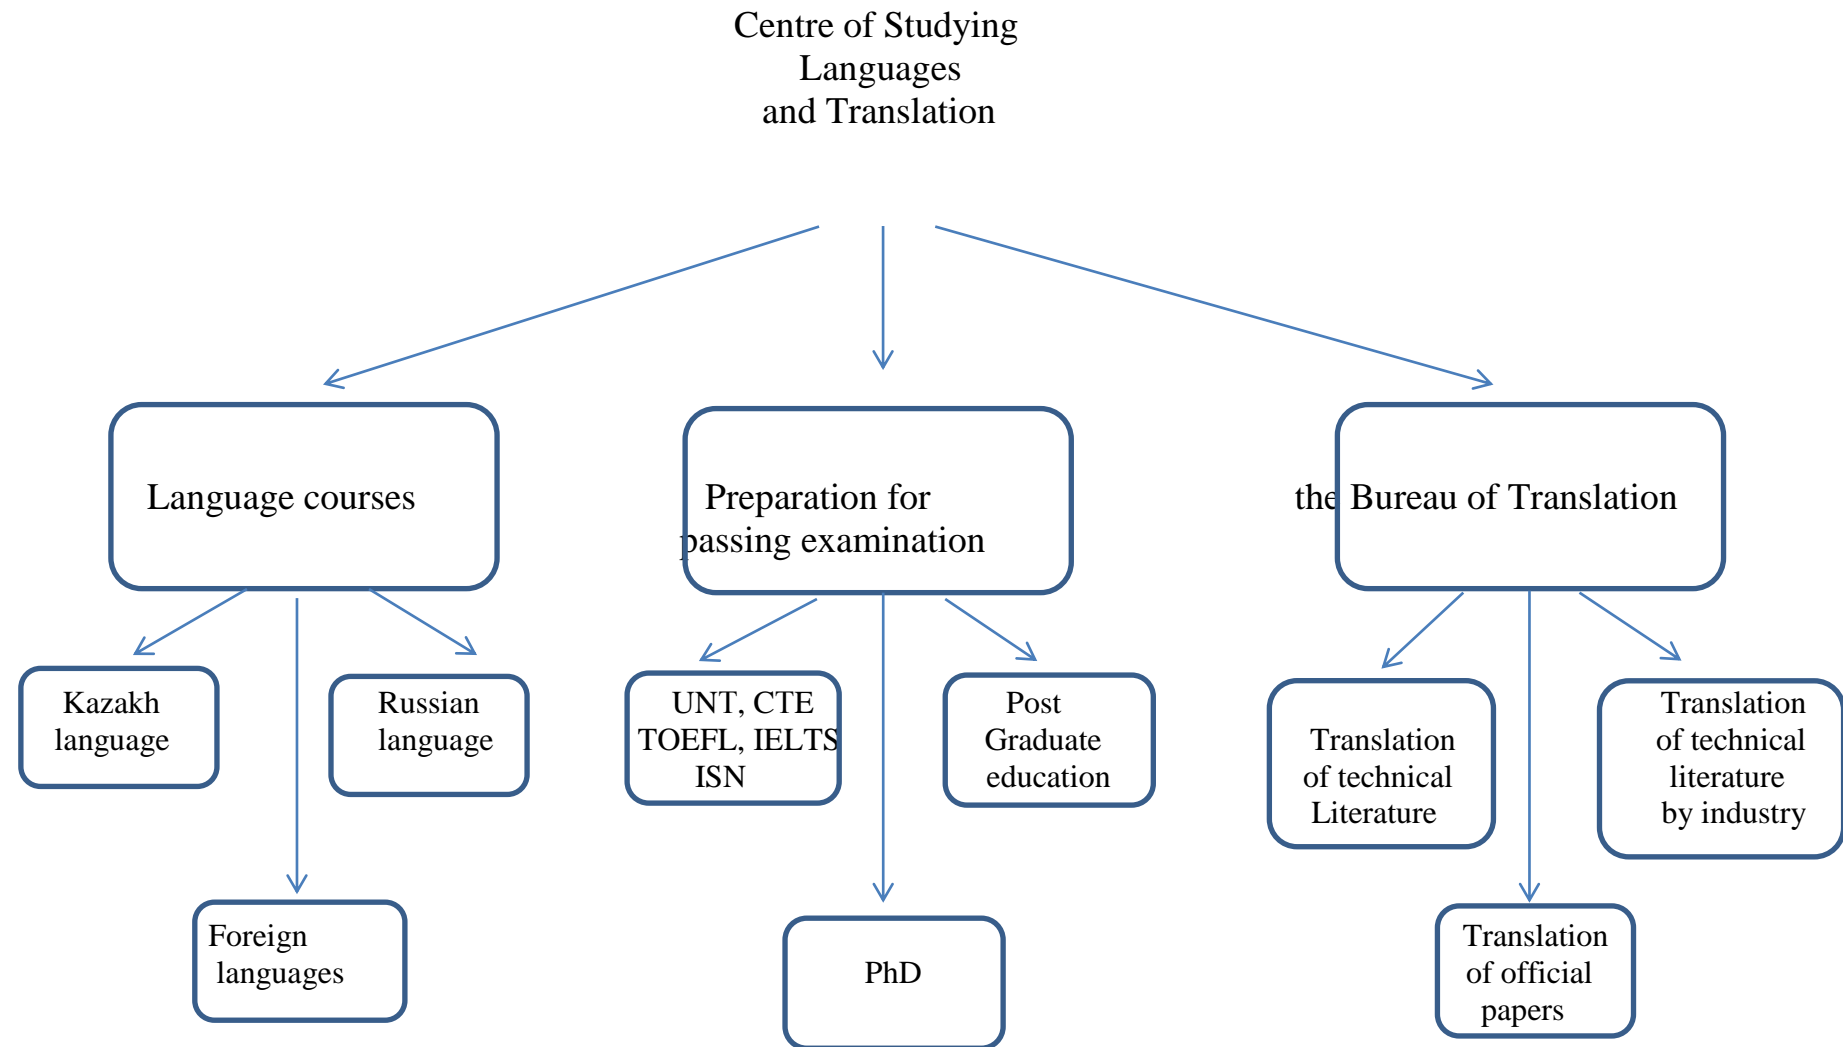 Centre of Studying
Languages
and Translation
Language courses
Preparation for
passing examination
the Bureau of Translation
Kazakh
language
Russian
language
UNT, CTE
TOEFL, IELTS
ISN
Post
Graduate
education
Translation
of technical
Literature
Translation
of technical
literature
by industry
Foreign
languages
PhD
Translation
of official
papers